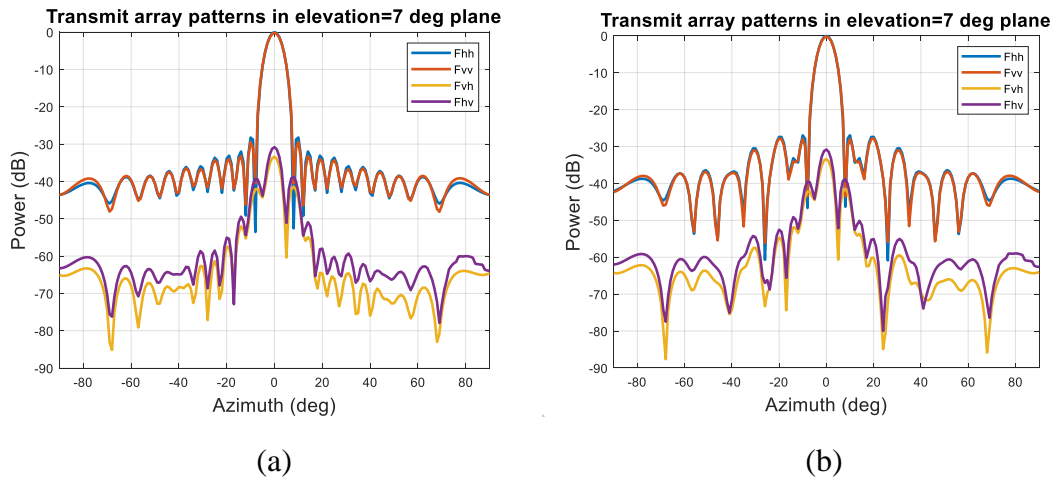 Transmit array patterns in elevation=7 deg plane
0
-10
-20
-30
-40
-50
-60
-70
-80
-90
Power (dB)
Fhh
Fvv
Fvh
Fhv
-80 -60 -40 -20 0 20 40 60 80
Azimuth (deg)
(a)
Transmit array patterns in elevation=7 deg plane
0
-10
-20
-30
-40
-50
-60
-70
-80
-90
Power (dB)
Fhh
Fvv
Fvh
Fhv
-80 -60 -40 -20 0 20 40 60 80
Azimuth (deg)
(b)